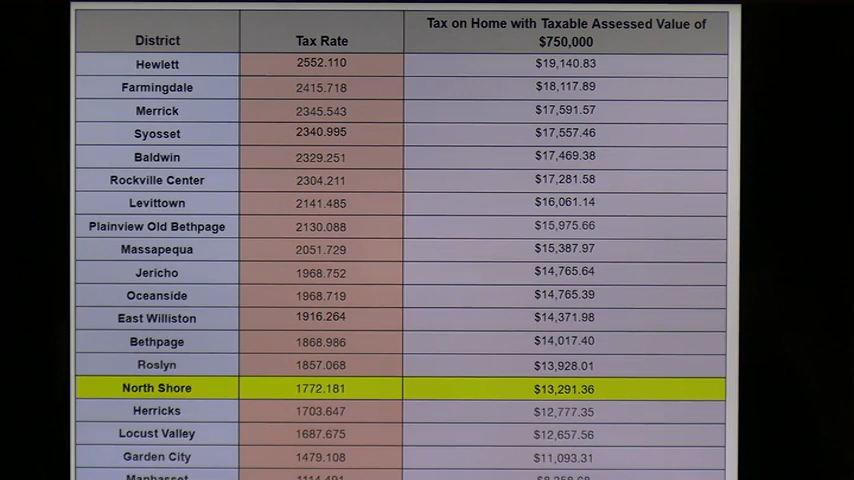 District Tax Rate Tax on Home with Taxable Assessed Value of
$750,000
Hewlett 2552.110 $19,140.83
Farmingdale 2415.718 $18,117.89
Merrick 2345.543 $17,591.57
Syosset 2340.995 $17,557.46
Baldwin 2329.251 $17,469.38
Rockville Center 2304.211 $17,281.58
Levittown 2141.485 $16,061.14
Plainview Old Bethpage 2130.088 $15,975.66
Massapequa 2051.729 $15,387.97
Jericho 1968.752 $14,765.64
Oceanside 1968.719 $14,765.39
East Williston 1916.264 $14,371.98
Bethpage 1868.986 $14,017.40
Roslyn 1857.068 $13,928.01
North Shore 1772.181 $13,291.36
Herricks 1703.647 $12,777.35
Locust Valley 1687.675 $12,657.56
Garden City 1479.108 $11,093.31
Manhasset